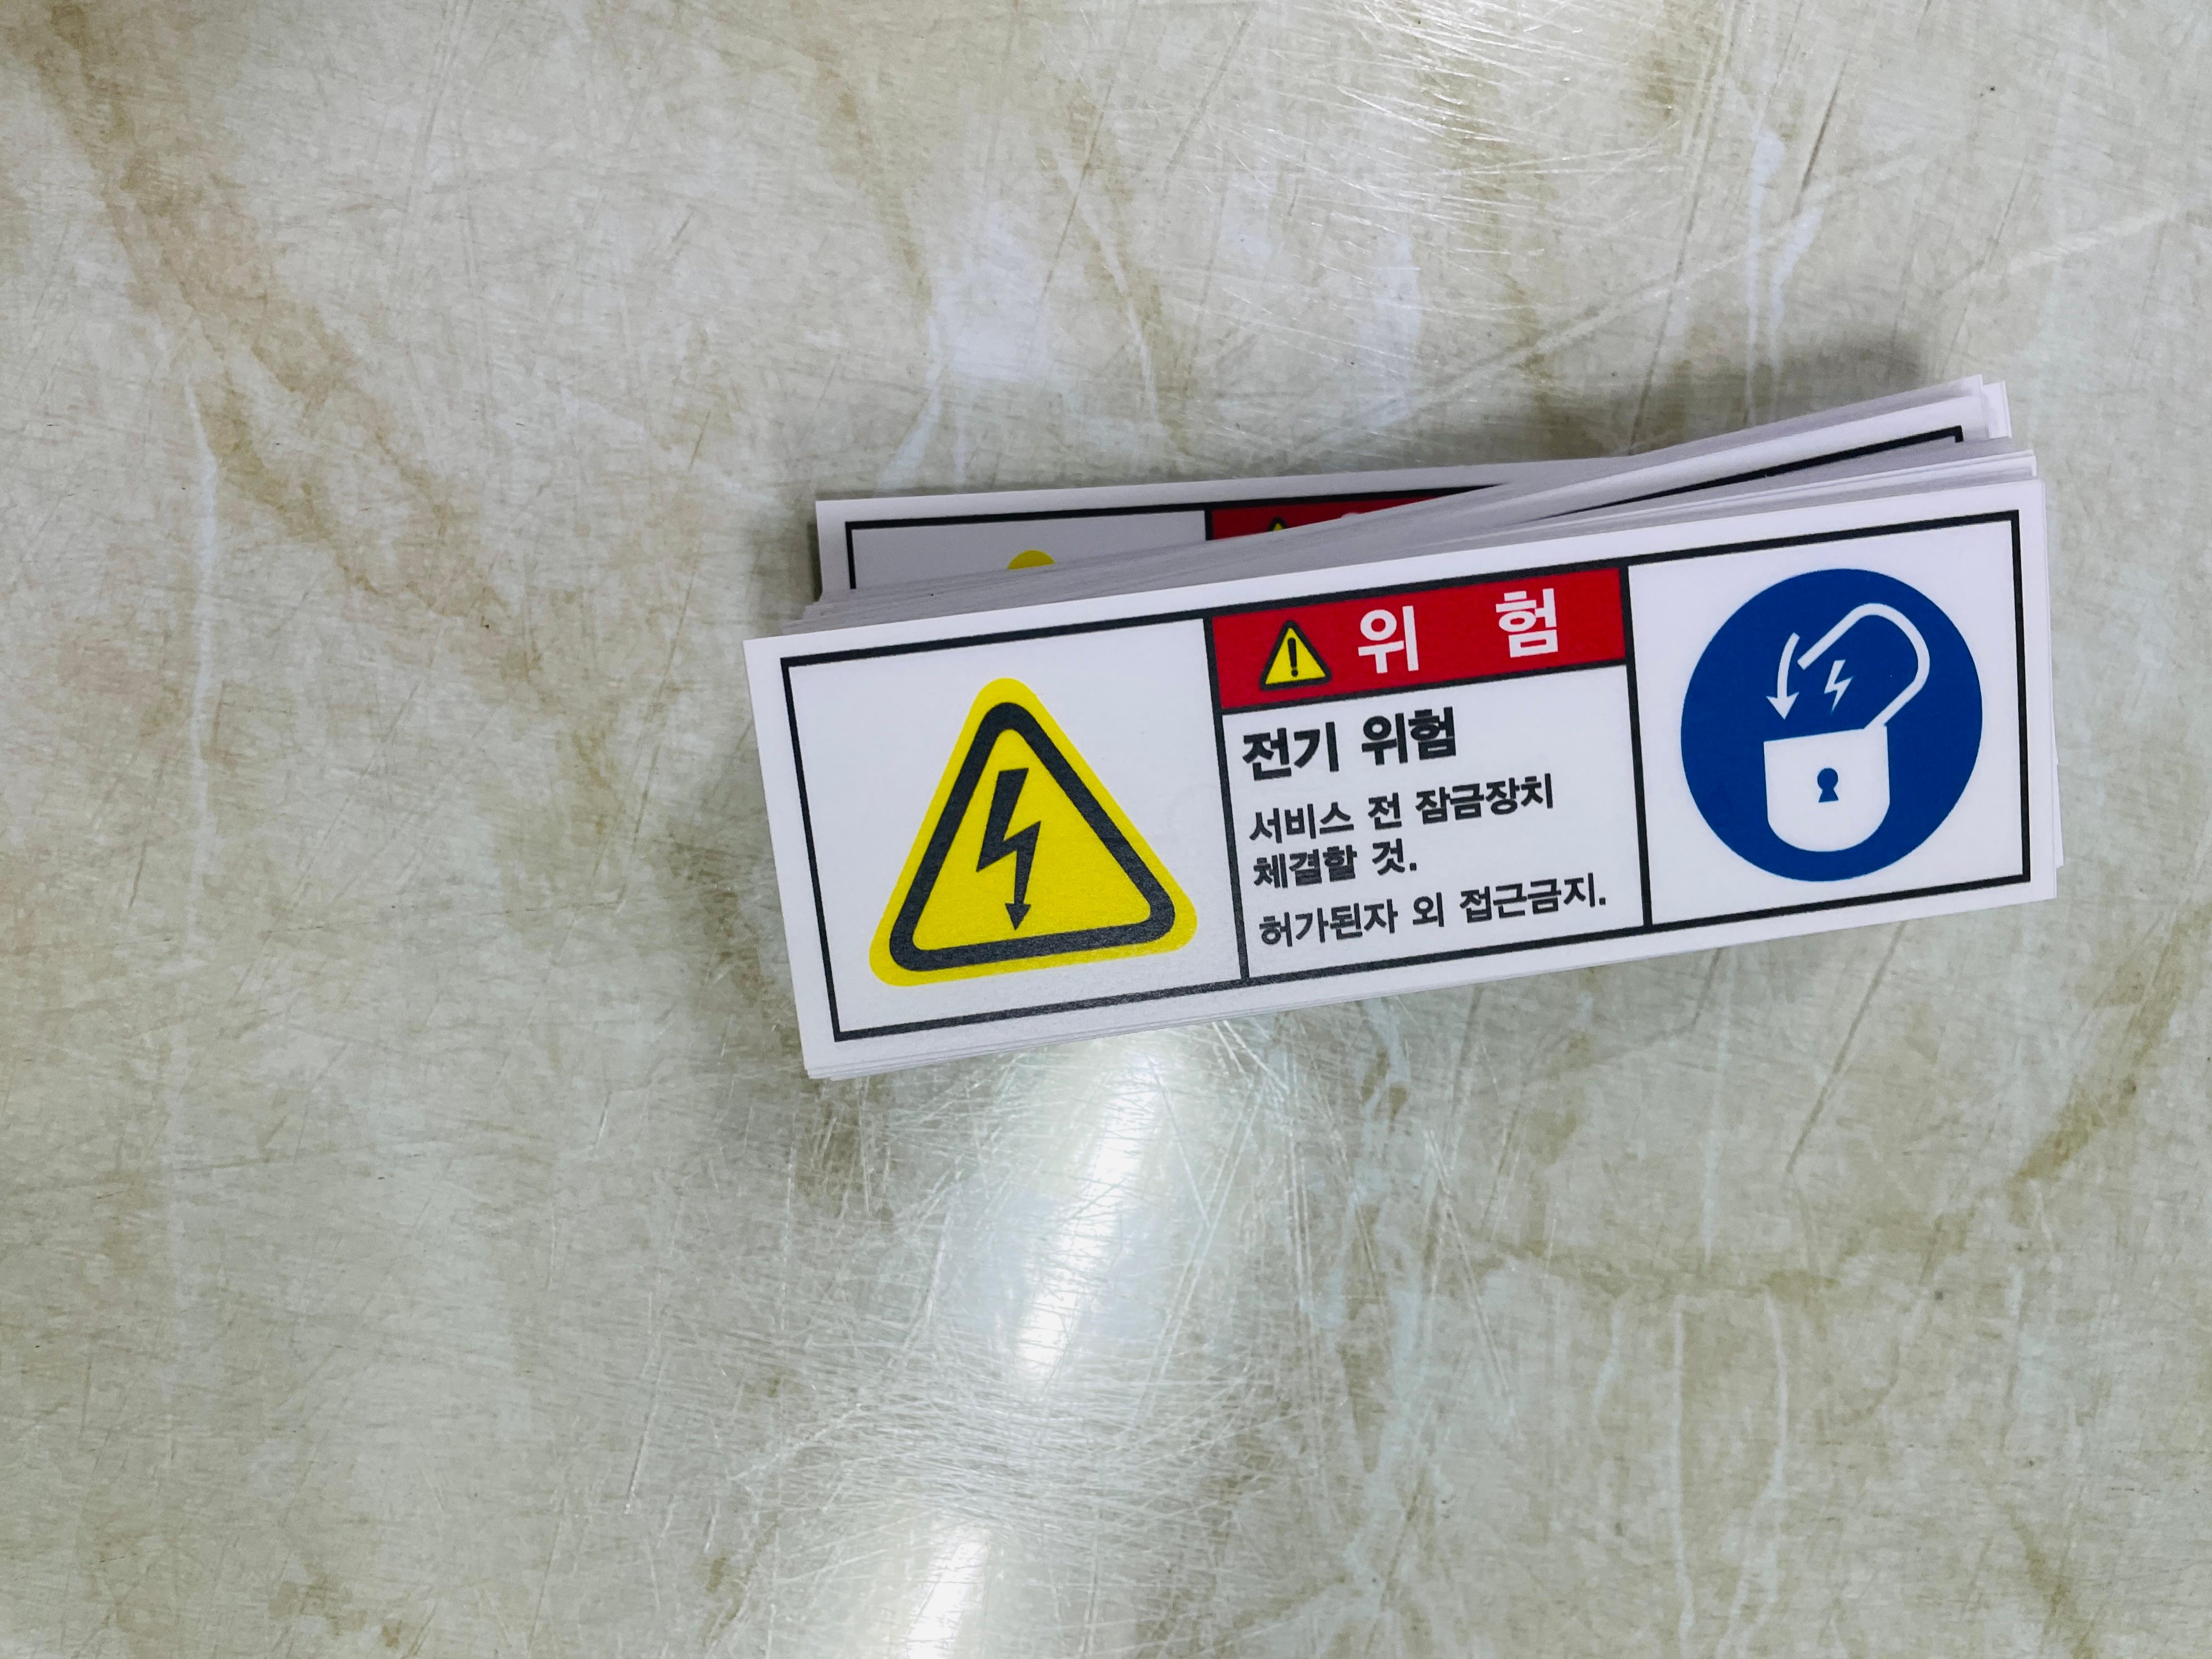 위 험
전기 위험
서비스 전 잠금장치
체결할 것.
허가된자 외 접근금지.